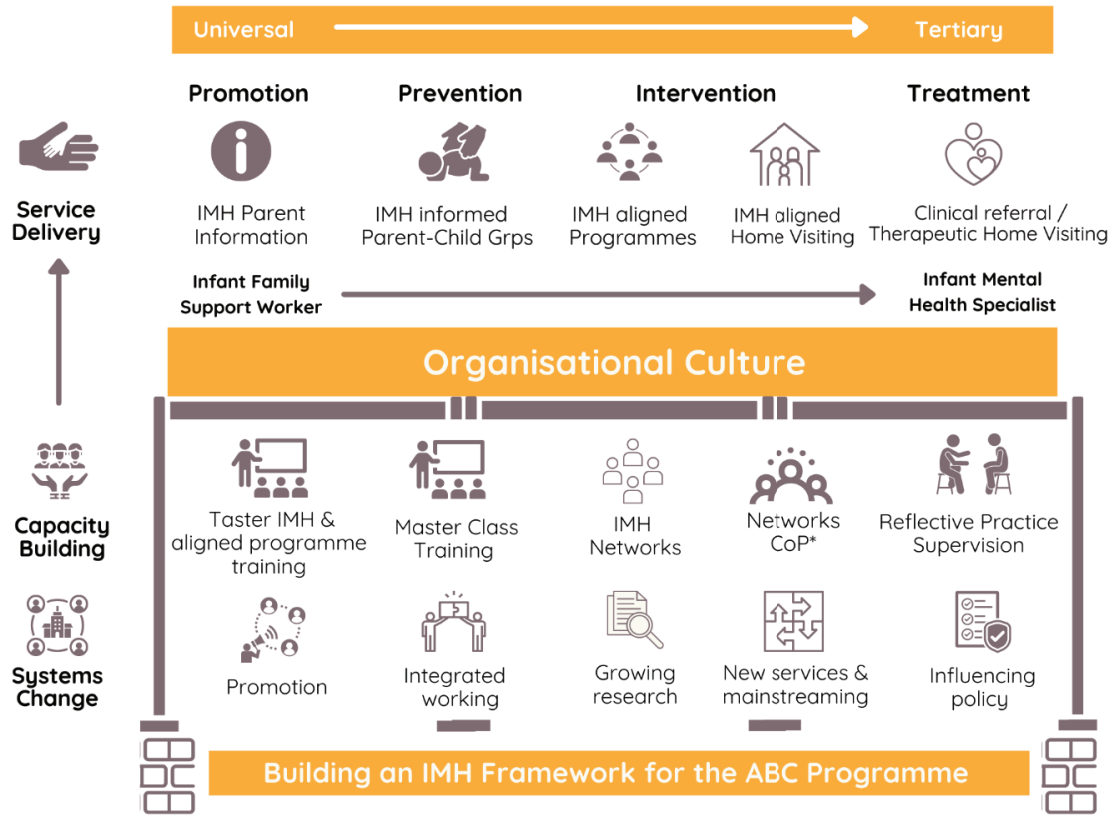 Universal
Tertiary
Promotion
Prevention
Intervention
Treatment
Service
Delivery
IMH Parent
Information
IMH informed
Parent-Child Grps
IMH aligned
Programmes
IMH aligned
Home Visiting
Clinical referral /
Therapeutic Home Visiting
Infant Family
Support Worker
Infant Mental
Health Specialist
Organisational Culture
Capacity
Building
Taster IMH &
aligned programme
training
Master Class
Training
IMH
Networks
Networks
CoP*
Reflective Practice
Supervision
Systems
Change
Promotion
Integrated
working
Growing
research
New services &
mainstreaming
Influencing
policy
Building an IMH Framework for the ABC Programme